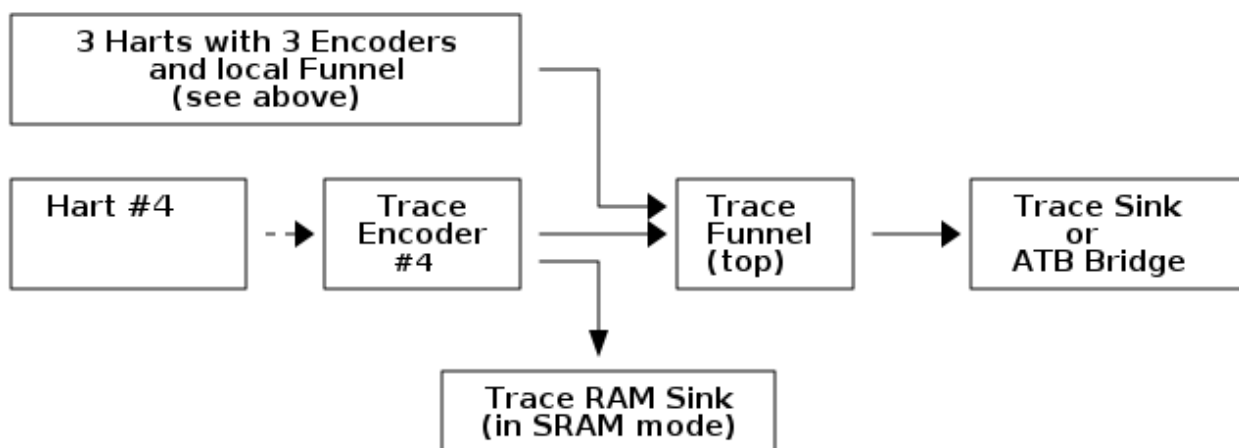 3 Harts with 3 Encoders
and local Funnel
(see above)
Hart #4
Trace
Encoder
#4
Trace
Funnel
(top)
Trace Sink
or
ATB Bridge
Trace RAM Sink
(in SRAM mode)